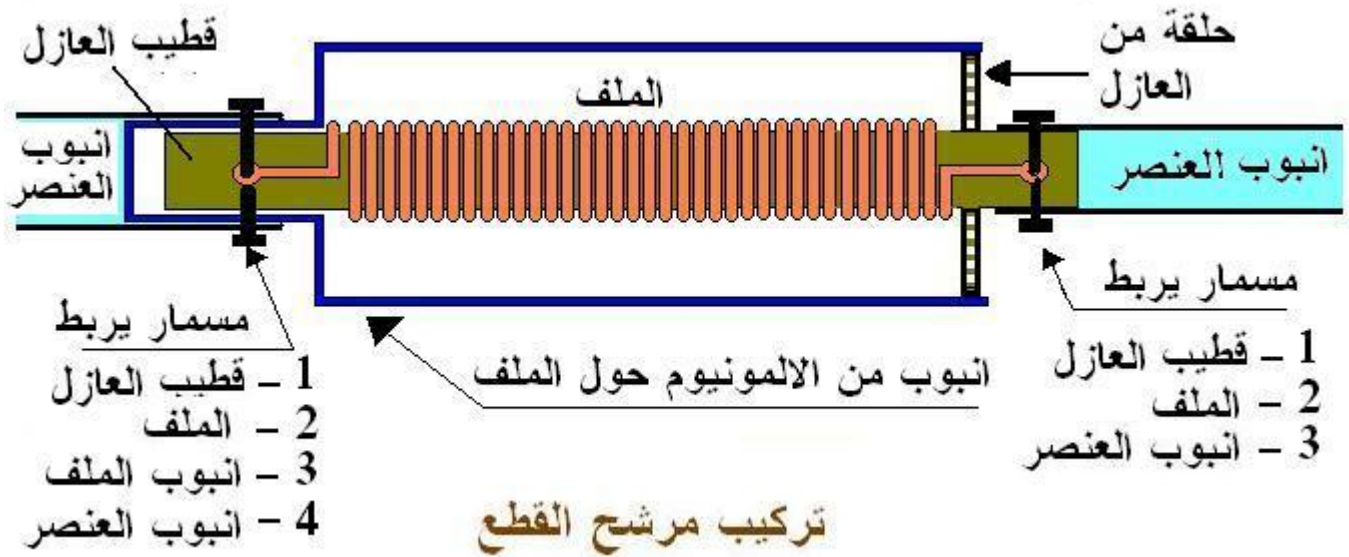 قطيب العازل
حلقة من
العازل
الملف
انبوب
العنصر
انبوب العنصر
مسمار يربط
1 - قطيب العازل
2 - الملف
3 - انبوب العنصر
انبوب من الالمونيوم حول الملف
مسمار يربط
1 - قطيب العازل
2 - الملف
3 - انبوب الملف
4 - انبوب العنصر
تركيب مرشح القطع